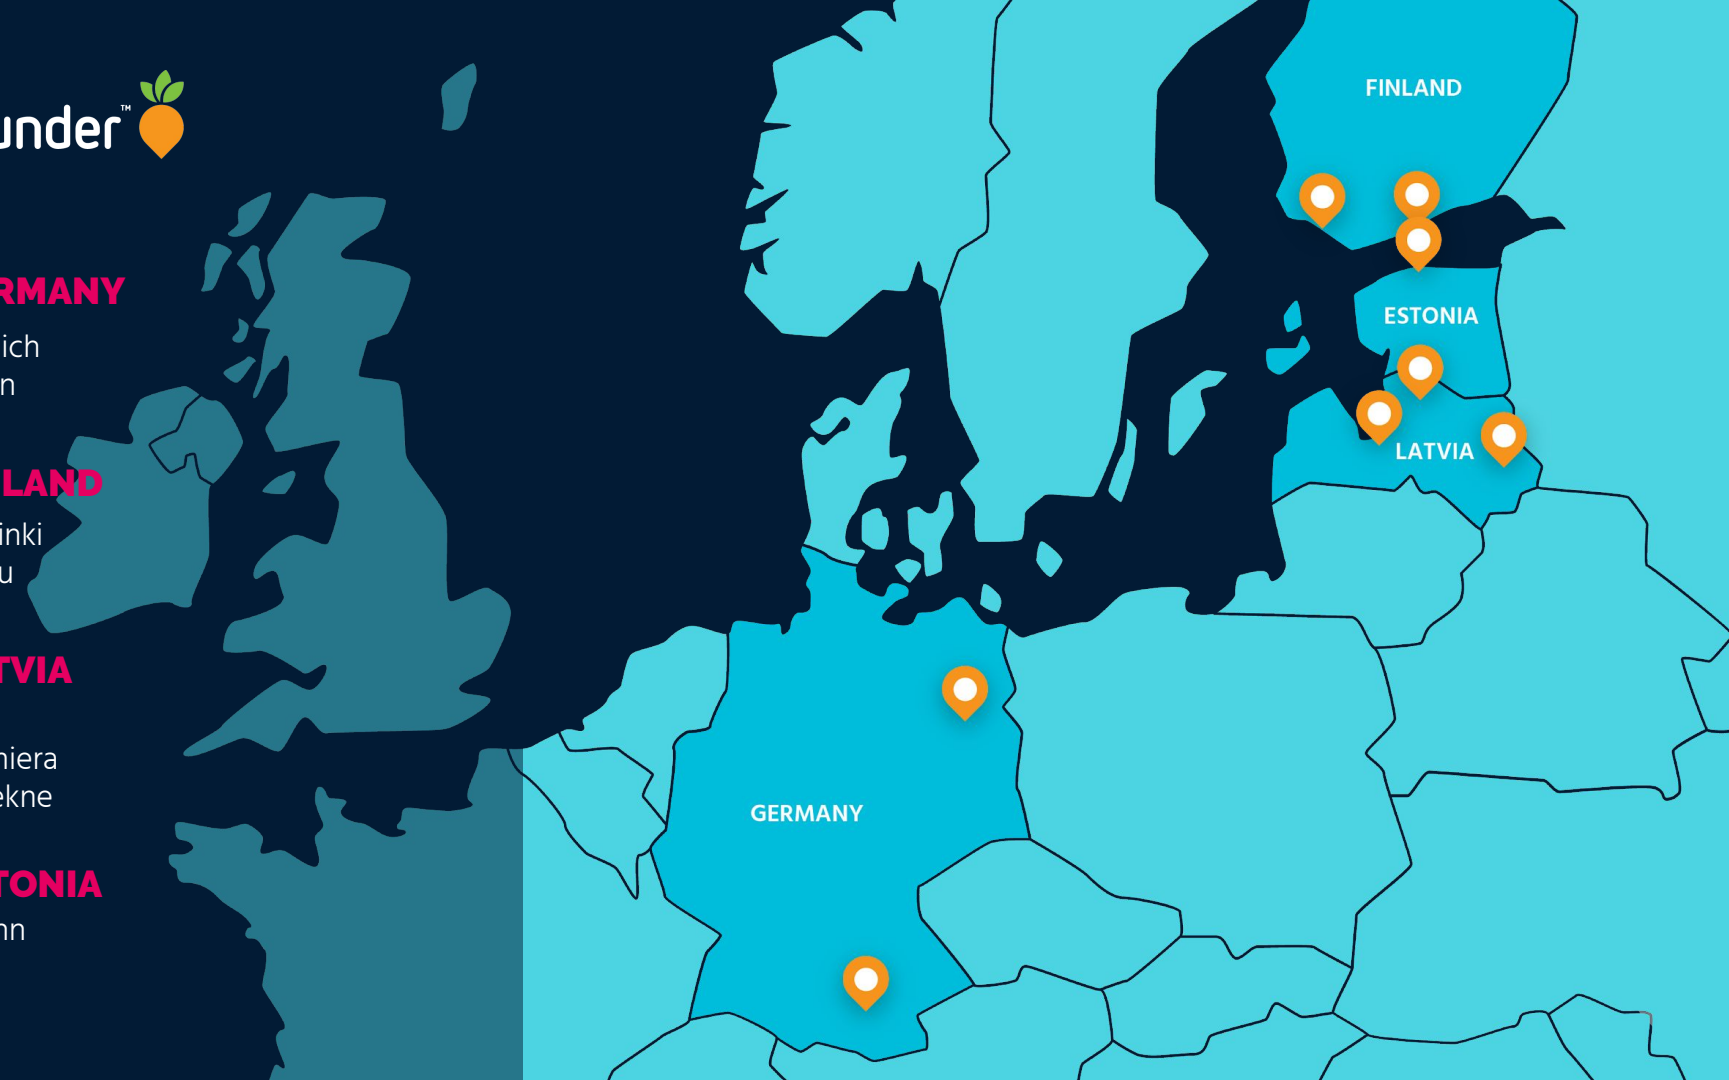 under™
RMANY
ich
n
LAND
inki
u
TVIA
niera
ekne
TONIA
nn
FINLAND
ESTONIA
LATVIA
GERMANY